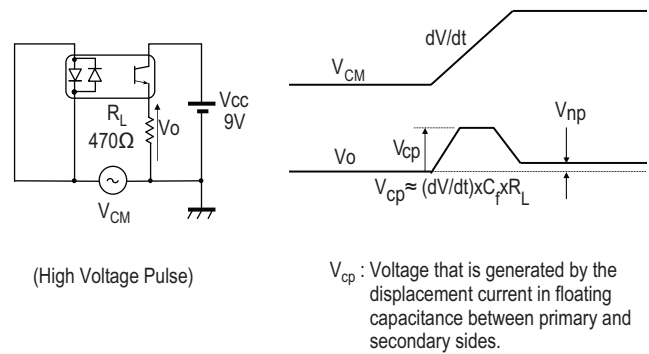 R_L
470Ω
Vo
Vcc
9V
V_CM
(High Voltage Pulse)
dV/dt
V_CM
V_np
V_cp
Vo
V_cp ≈ (dV/dt)xC_fxR_L
V_cp : Voltage that is generated by the
displacement current in floating
capacitance between primary and
secondary sides.